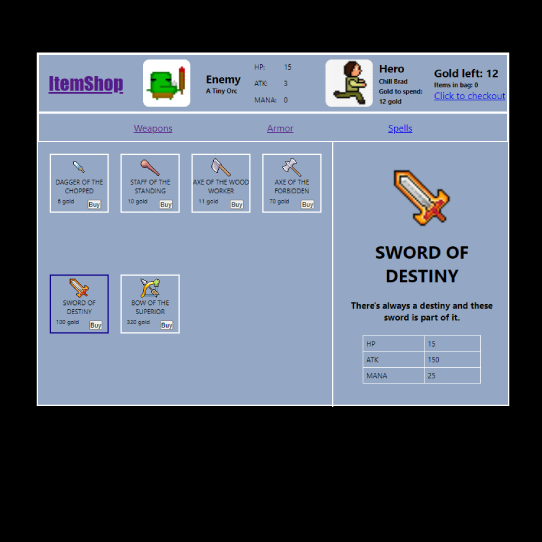 ItemShop
Enemy
A Tiny Orc
HP: 15
ATK: 3
MANA: 0
Hero
Chill Brad
Gold to spend:
12 gold
Gold left: 12
Items in bag: 0
Click to checkout
Weapons Armor Spells
DAGGER OF THE
CHOPPED
6 gold Buy
STAFF OF THE
STANDING
10 gold Buy
AXE OF THE WOOD
WORKER
11 gold Buy
AXE OF THE
FORBIDDEN
70 gold Buy
SWORD OF
DESTINY
100 gold Buy
BOW OF THE
SUPERIOR
320 gold Buy
SWORD OF
DESTINY
There's always a destiny and these
sword is part of it.
HP 15
ATK 150
MANA 25